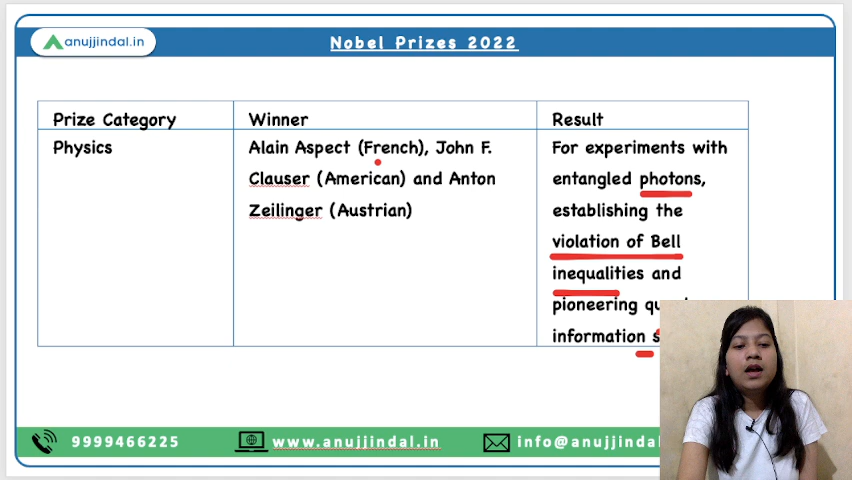 anujjindal.in
Nobel Prizes 2022
Prize Category
Winner
Result
Physics
Alain Aspect (French), John F.
Clauser (American) and Anton
Zeilinger (Austrian)
For experiments with
entangled photons,
establishing the
violation of Bell
inequalities and
pioneering
information
9999466225
www.anujjindal.in
info@anujjindal